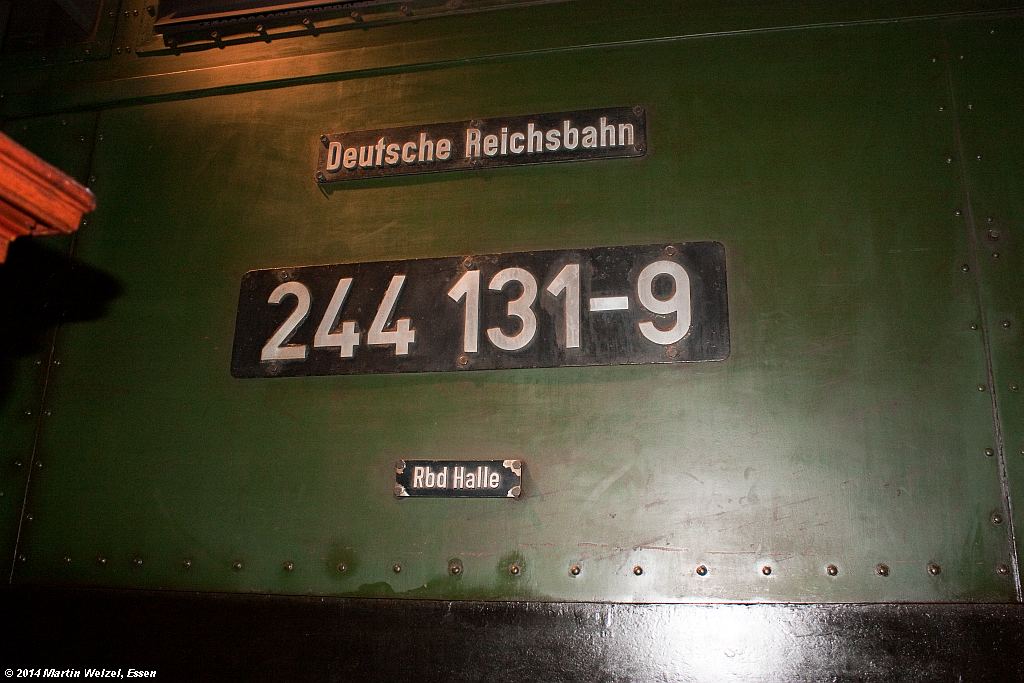 Deutsche Reichsbahn
244 131-9
Rbd Halle
© 2014 Martin Welzel, Essen